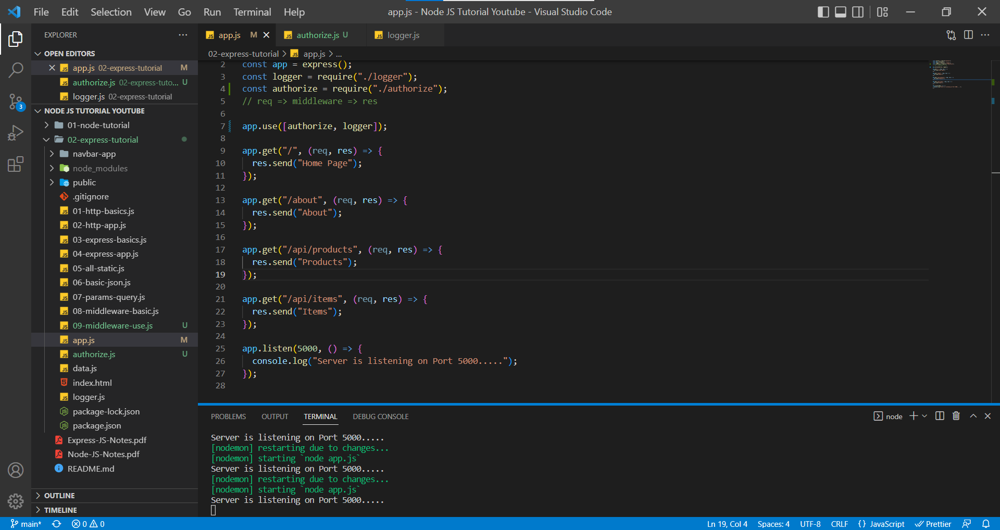 File Edit Selection View Go Run Terminal Help
app.js - Node JS Tutorial Youtube - Visual Studio Code
EXPLORER
OPEN EDITORS
app.js 02-express-tutorial M
authorize.js 02-express-tuto... U
logger.js 02-express-tutorial
NODE JS TUTORIAL YOUTUBE
01-node-tutorial
02-express-tutorial
navbar-app
node_modules
public
.gitignore
01-http-basics.js
02-http-app.js
03-express-basics.js
04-express-app.js
05-all-static.js
06-basic-json.js
07-params-query.js
08-middleware-basic.js
09-middleware-use.js U
app.js M
authorize.js U
data.js
index.html
logger.js
package-lock.json
package.json
Express-JS-Notes.pdf
Node-JS-Notes.pdf
README.md
OUTLINE
TIMELINE
3
app.js M
authorize.js U
logger.js
02-express-tutorial > app.js > ...
2 const app = express();
3 const logger = require("./logger");
4 const authorize = require("./authorize");
5 // req => middleware => res
6
7 app.use([authorize, logger]);
8
9 app.get("/", (req, res) => {
10 res.send("Home Page");
11 });
12
13 app.get("/about", (req, res) => {
14 res.send("About");
15 });
16
17 app.get("/api/products", (req, res) => {
18 res.send("Products");
19 });
20
21 app.get("/api/items", (req, res) => {
22 res.send("Items");
23 });
24
25 app.listen(5000, () => {
26 console.log("Server is listening on Port 5000.....");
27 });
28
PROBLEMS OUTPUT TERMINAL DEBUG CONSOLE
node
Server is listening on Port 5000.....
[nodemon] restarting due to changes...
[nodemon] starting `node app.js`
Server is listening on Port 5000.....
[nodemon] restarting due to changes...
[nodemon] starting `node app.js`
Server is listening on Port 5000.....
main* 0 0
Ln 19, Col 4 Spaces: 4 UTF-8 CRLF {} JavaScript Prettier